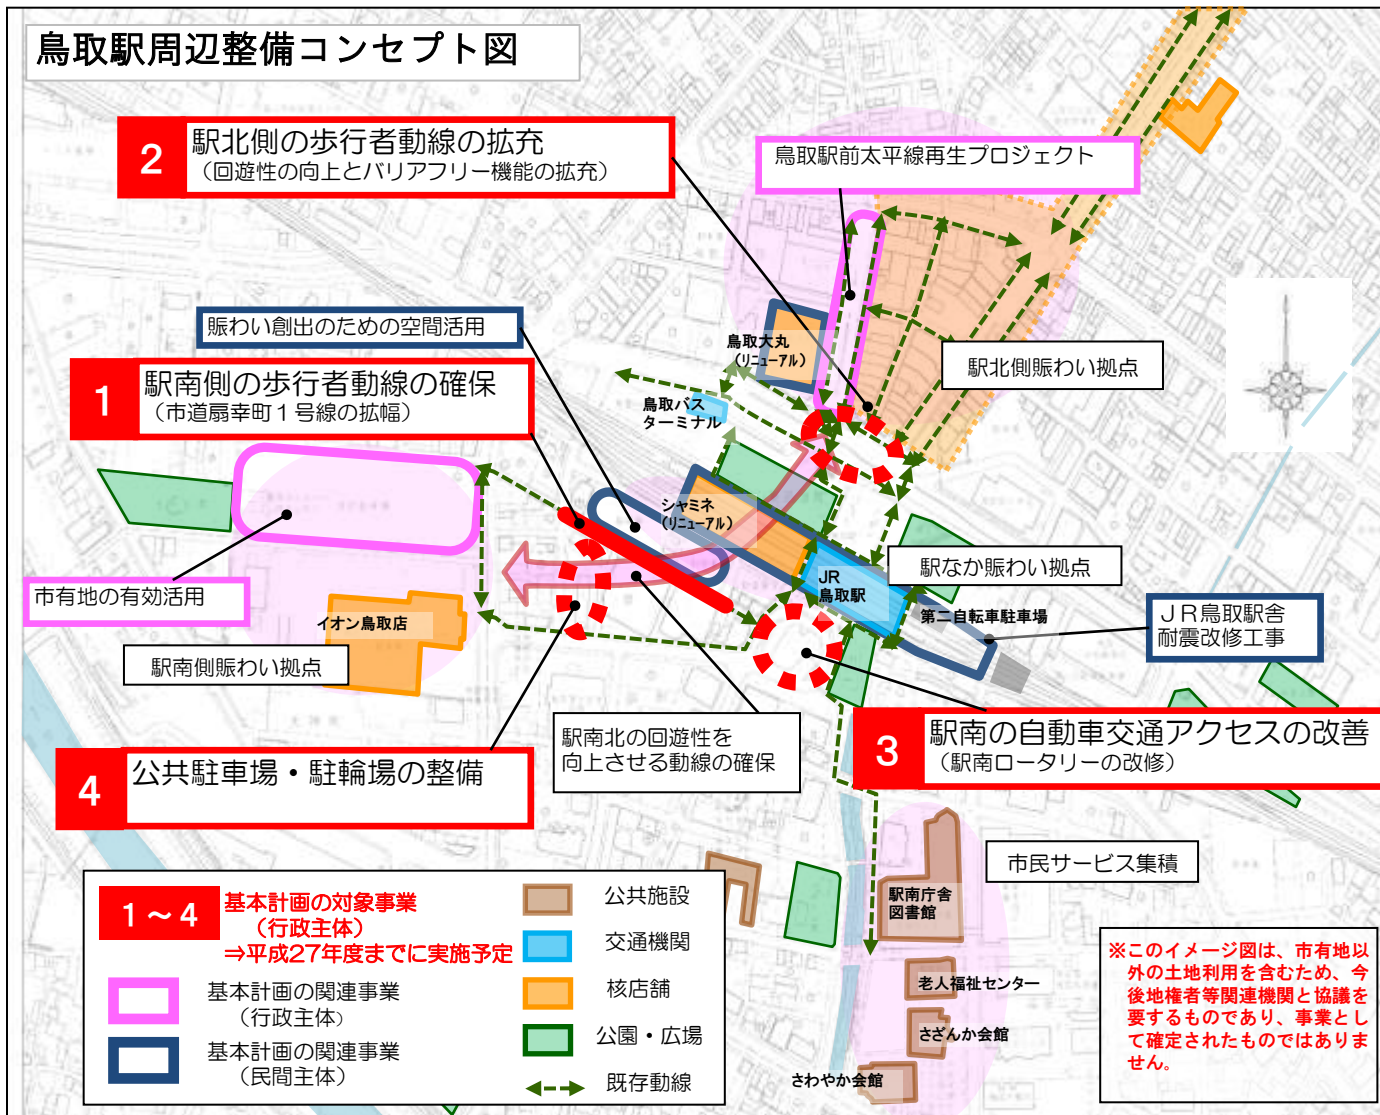 鳥取駅周辺整備コンセプト図
2
駅北側の歩行者動線の拡充
（回遊性の向上とバリアフリー機能の拡充）
鳥取駅前太平線再生プロジェクト
賑わい創出のための空間活用
鳥取大丸
（リニューアル）
駅北側賑わい拠点
1
駅南側の歩行者動線の確保
（市道扇幸町１号線の拡幅）
鳥取バス
ターミナル
シャミネ
（リニューアル）
駅なか賑わい拠点
JR
鳥取駅
市有地の有効活用
第二自転車駐車場
ＪＲ鳥取駅舎
耐震改修工事
イオン鳥取店
駅南側賑わい拠点
駅南北の回遊性を
向上させる動線の確保
3
駅南の自動車交通アクセスの改善
（駅南ロータリーの改修）
4
公共駐車場・駐輪場の整備
市民サービス集積
駅南庁舎
図書館
老人福祉センター
さざんか会館
さわやか会館
１～４
基本計画の対象事業
（行政主体）
⇒平成27年度までに実施予定
基本計画の関連事業
（行政主体）
基本計画の関連事業
（民間主体）
公共施設
交通機関
核店舗
公園・広場
既存動線
※このイメージ図は、市有地以
外の土地利用を含むため、今
後地権者等関連機関と協議を
要するものであり、事業とし
て確定されたものではありま
せん。